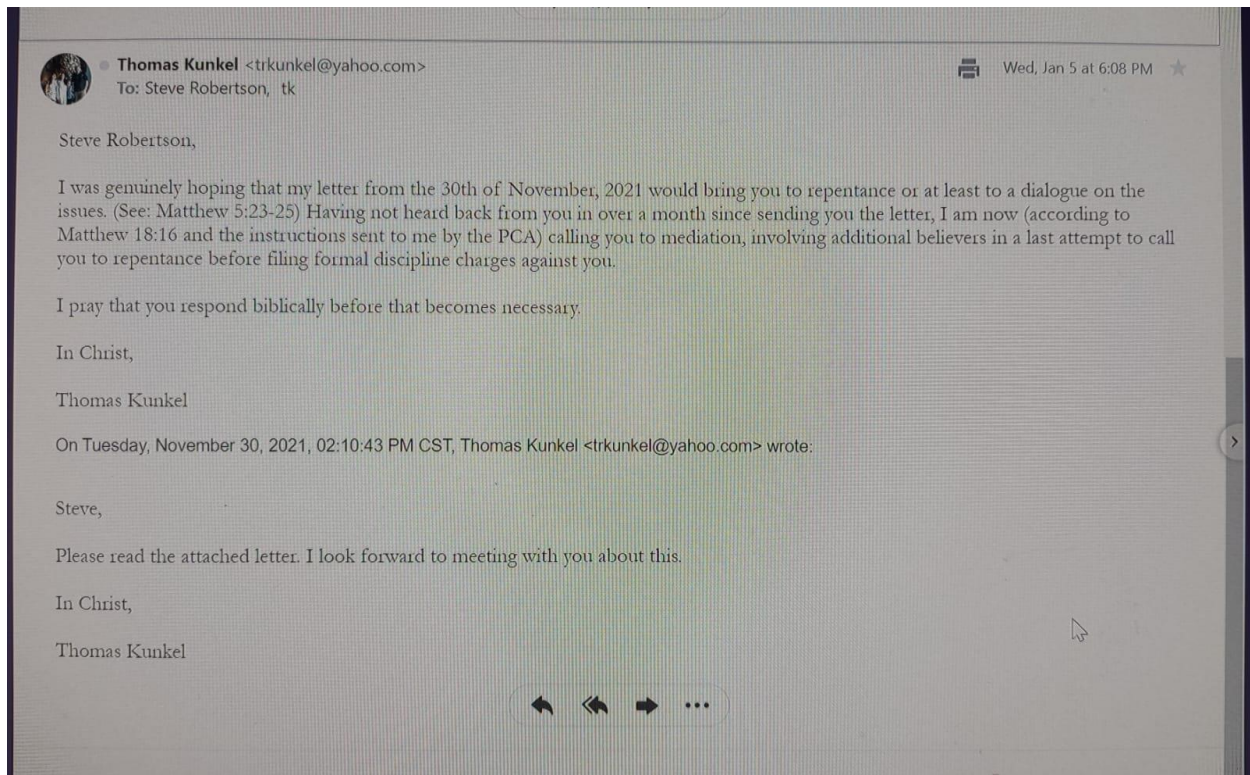 Thomas Kunkel <trkunkel@yahoo.com>
Wed, Jan 5 at 6:08 PM
To: Steve Robertson, tk
Steve Robertson,
I was genuinely hoping that my letter from the 30th of November, 2021 would bring you to repentance or at least to a dialogue on the
issues. (See: Matthew 5:23-25) Having not heard back from you in over a month since sending you the letter, I am now (according to
Matthew 18:16 and the instructions sent to me by the PCA) calling you to mediation, involving additional believers in a last attempt to call
you to repentance before filing formal discipline charges against you.
I pray that you respond biblically before that becomes necessary.
In Christ,
Thomas Kunkel
On Tuesday, November 30, 2021, 02:10:43 PM CST, Thomas Kunkel <trkunkel@yahoo.com> wrote:
Steve,
Please read the attached letter. I look forward to meeting with you about this.
In Christ,
Thomas Kunkel